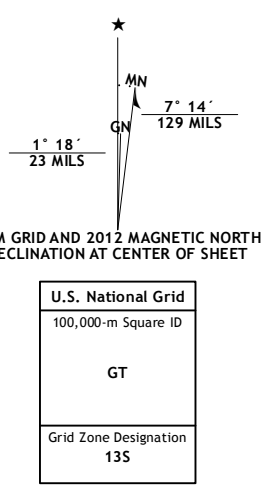 ★
MN
GN
7° 14´
129 MILS
1° 18´
23 MILS
M GRID AND 2012 MAGNETIC NORTH
ECLINATION AT CENTER OF SHEET
U.S. National Grid
100,000-m Square ID
GT
Grid Zone Designation
13S